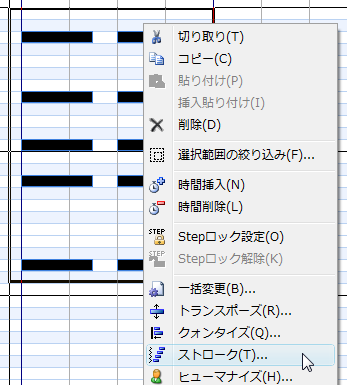 切り取り(T)
コピー(C)
貼り付け(P)
挿入貼り付け(I)
削除(D)
選択範囲の絞り込み(F)...
時間挿入(N)
時間削除(L)
STEP Stepロック設定(O)
STEP Stepロック解除(K)
一括変更(B)...
トランスポーズ(R)...
クォンタイズ(Q)...
ストローク(T)...
ヒューマナイズ(H)...